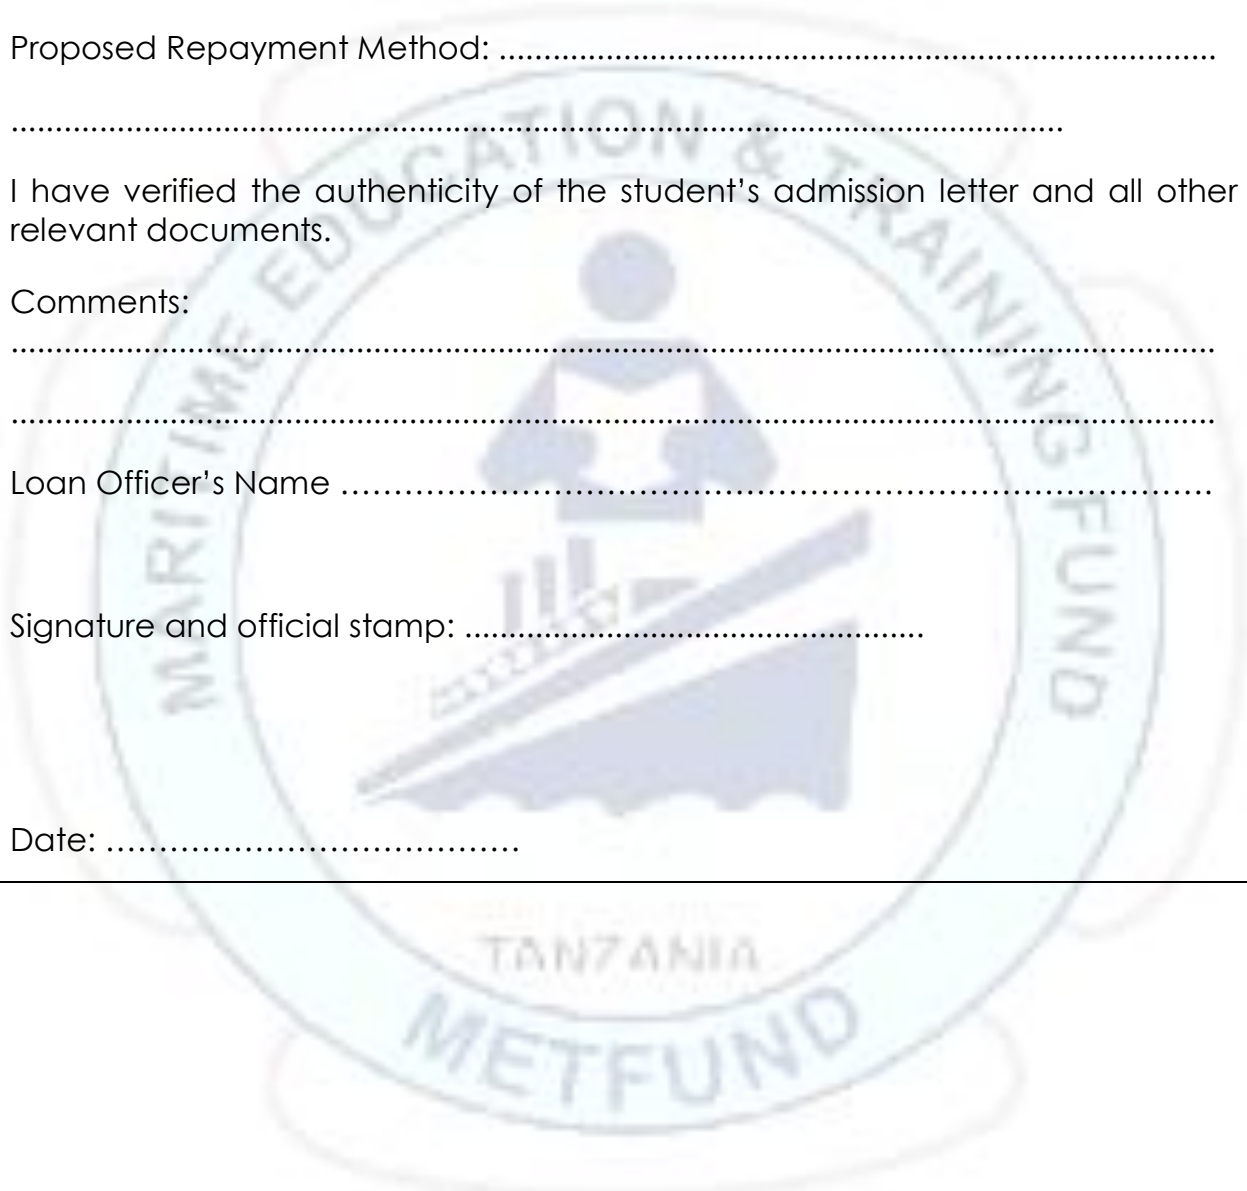 Proposed Repayment Method: ................................................................................
.....................................................................................................................
I have verified the authenticity of the student’s admission letter and all other
relevant documents.
Comments:
......................................................................................................................................
......................................................................................................................................
Loan Officer’s Name ……………………………………………………………………………
Signature and official stamp: ...................................................
Date: …………………………………
MARITIME EDUCATION & TRAINING FUND
TANZANIA
METFUND